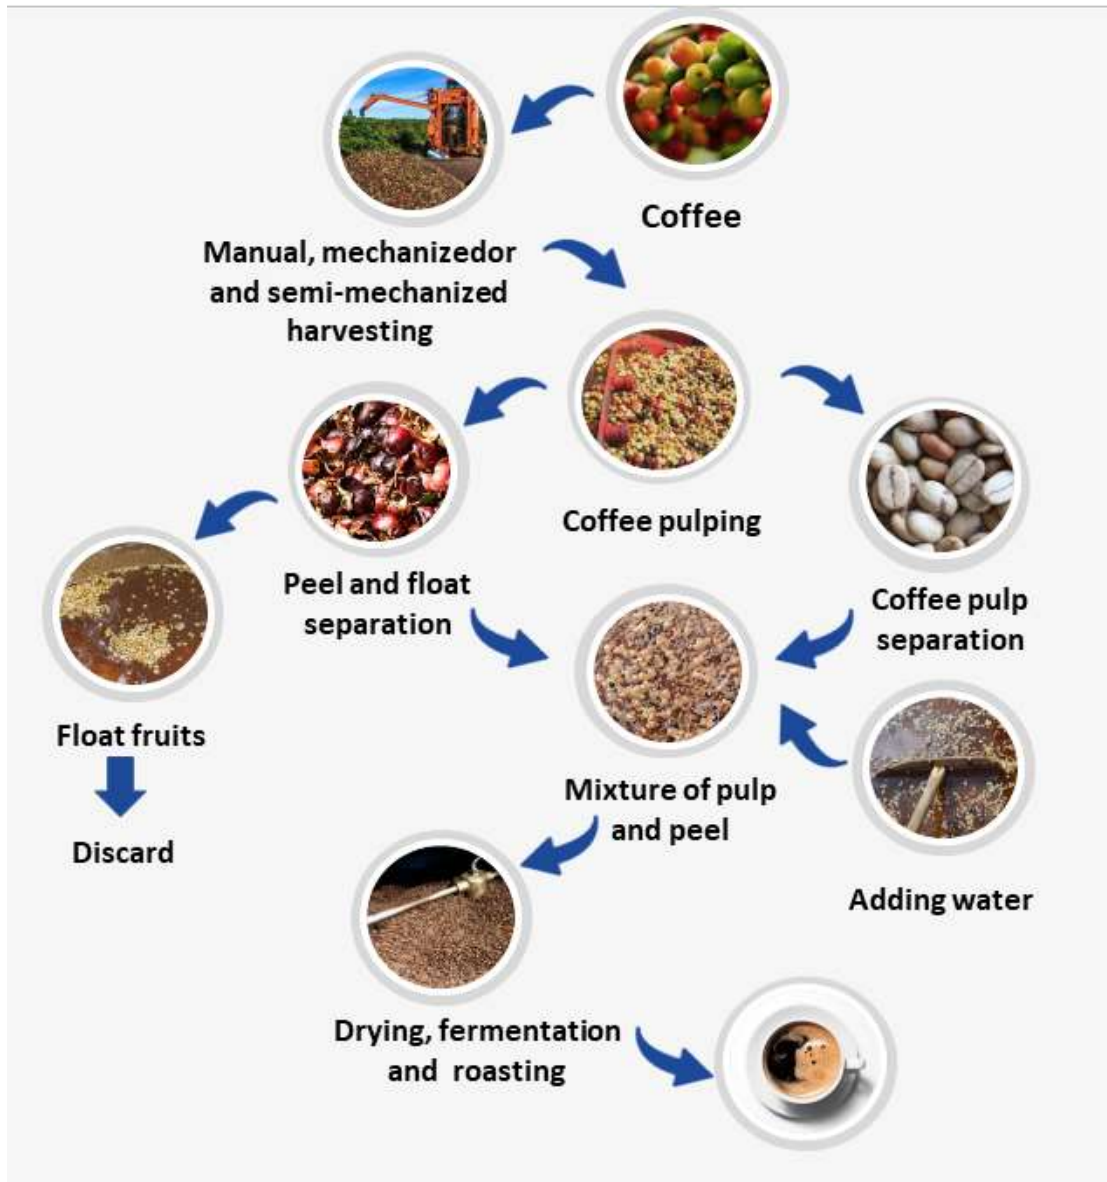 Coffee
Manual, mechanizedor
and semi-mechanized
harvesting
Coffee pulping
Peel and float
separation
Coffee pulp
separation
Float fruits
Discard
Mixture of pulp
and peel
Adding water
Drying, fermentation
and roasting